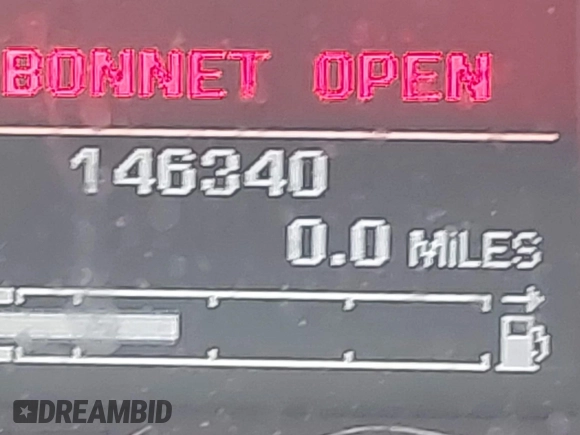 BONNET OPEN
146340
0.0 MiLES
DREAMBID